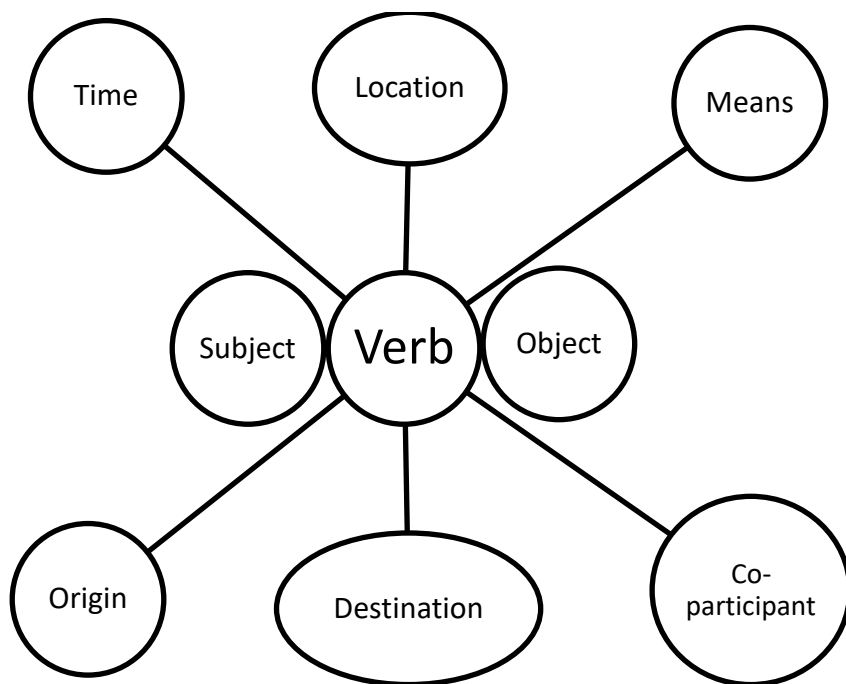 Time
Location
Means
Subject
Verb
Object
Origin
Destination
Co-
participant